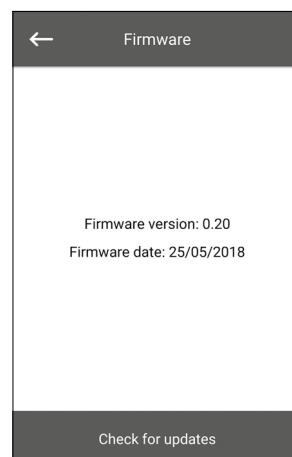 Firmware
Firmware version: 0.20
Firmware date: 25/05/2018
Check for updates